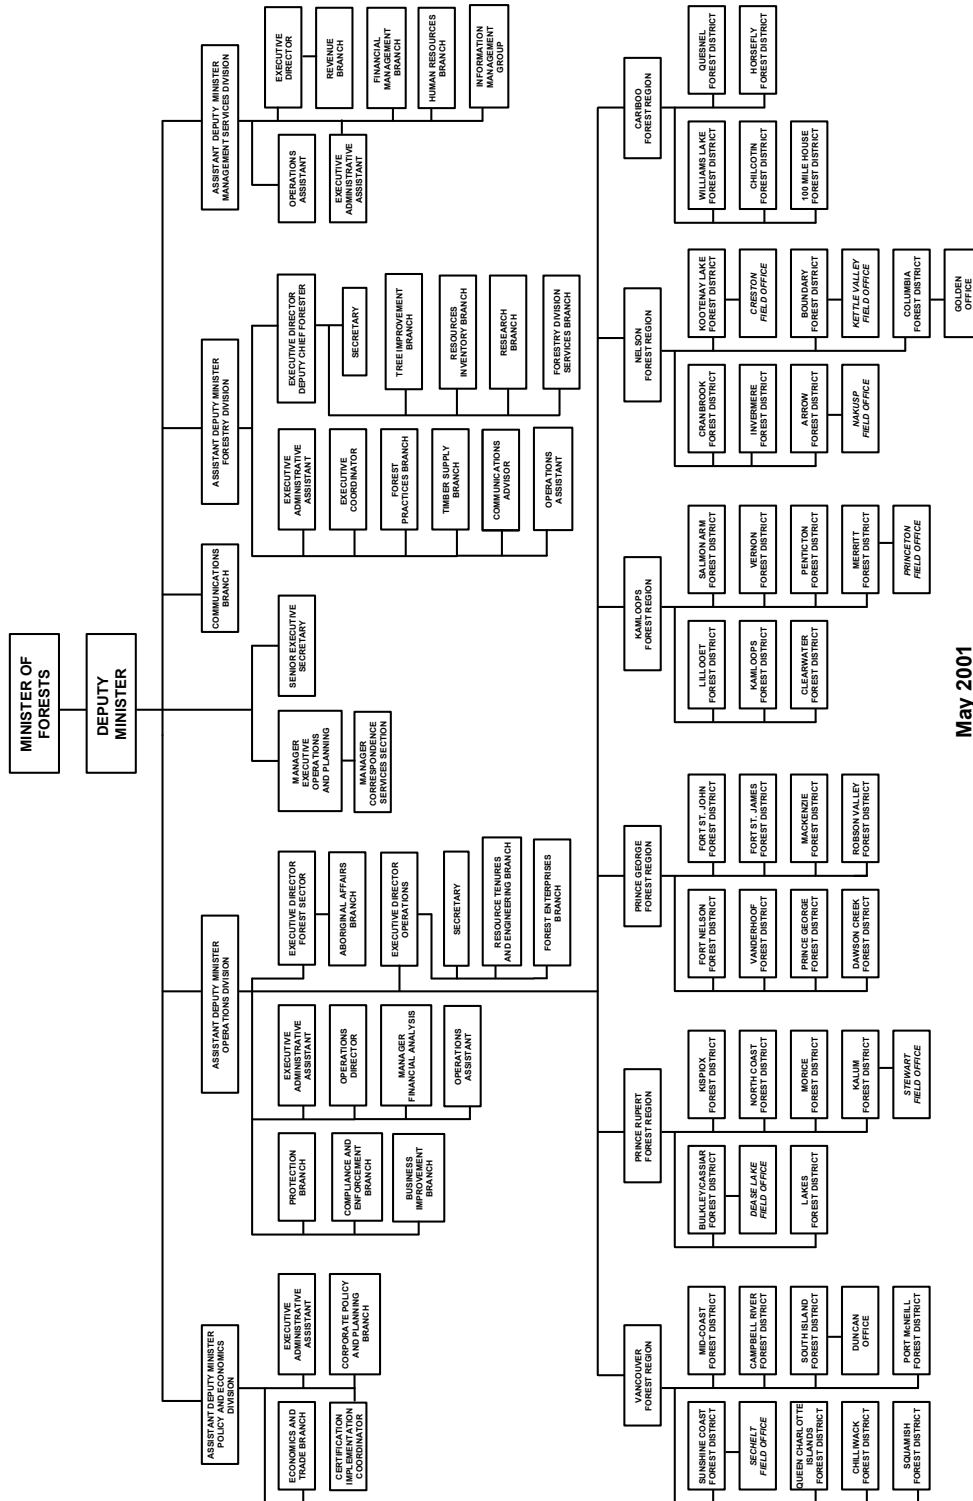 MINISTER OF
FORESTS
DEPUTY
MINISTER
ASSISTANT DEPUTY MINISTER
POLICY AND ECONOMICS
DIVISION
ECONOMICS AND
TRADE BRANCH
CERTIFICATION
IMPLEMENTATION
COORDINATOR
EXECUTIVE
ADMINISTRATIVE
ASSISTANT
CORPORATE POLICY
AND PLANNING
BRANCH
ASSISTANT DEPUTY MINISTER
OPERATIONS DIVISION
PROTECTION
BRANCH
COMPLIANCE AND
ENFORCEMENT
BRANCH
BUSINESS
IMPROVEMENT
BRANCH
EXECUTIVE
ADMINISTRATIVE
ASSISTANT
OPERATIONS
DIRECTOR
MANAGER
FINANCIAL ANALYSIS
OPERATIONS
ASSISTANT
EXECUTIVE DIRECTOR
FOREST SECTOR
ABORIGINAL AFFAIRS
BRANCH
EXECUTIVE DIRECTOR
OPERATIONS
SECRETARY
RESOURCE TENURES
AND ENGINEERING BRANCH
FOREST ENTERPRISES
BRANCH
MANAGER
EXECUTIVE
OPERATIONS
AND PLANNING
MANAGER
CORRESPONDENCE
SERVICES SECTION
SENIOR EXECUTIVE
SECRETARY
COMMUNICATIONS
BRANCH
ASSISTANT DEPUTY MINISTER
FORESTRY DIVISION
EXECUTIVE
ADMINISTRATIVE
ASSISTANT
EXECUTIVE
COORDINATOR
FOREST
PRACTICES BRANCH
TIMBER SUPPLY
BRANCH
COMMUNICATIONS
ADVISOR
OPERATIONS
ASSISTANT
EXECUTIVE DIRECTOR
DEPUTY CHIEF FORESTER
SECRETARY
TREE IMPROVEMENT
BRANCH
RESOURCES
INVENTORY BRANCH
RESEARCH
BRANCH
FORESTRY DIVISION
SERVICES BRANCH
ASSISTANT DEPUTY MINISTER
MANAGEMENT SERVICES DIVISION
OPERATIONS
ASSISTANT
EXECUTIVE
ADMINISTRATIVE
ASSISTANT
EXECUTIVE
DIRECTOR
REVENUE
BRANCH
FINANCIAL
MANAGEMENT
BRANCH
HUMAN RESOURCES
BRANCH
INFORMATION
MANAGEMENT
GROUP
VANCOUVER
FOREST REGION
SUNSHINE COAST
FOREST DISTRICT
SECHELT
FIELD OFFICE
QUEEN CHARLOTTE
ISLANDS
FOREST DISTRICT
CHILLIWACK
FOREST DISTRICT
SQUAMISH
FOREST DISTRICT
MID-COAST
FOREST DISTRICT
CAMPBELL RIVER
FOREST DISTRICT
SOUTH ISLAND
FOREST DISTRICT
DUNCAN
OFFICE
PORT McNEILL
FOREST DISTRICT
PRINCE RUPERT
FOREST REGION
BULKLEY/CASSIAR
FOREST DISTRICT
DEASE LAKE
FIELD OFFICE
LAKES
FOREST DISTRICT
KISPIOX
FOREST DISTRICT
NORTH COAST
FOREST DISTRICT
MORICE
FOREST DISTRICT
KALUM
FOREST DISTRICT
STEWART
FIELD OFFICE
PRINCE GEORGE
FOREST REGION
FORT NELSON
FOREST DISTRICT
VANDERHOOF
FOREST DISTRICT
PRINCE GEORGE
FOREST DISTRICT
DAWSON CREEK
FOREST DISTRICT
FORT ST. JOHN
FOREST DISTRICT
FORT ST. JAMES
FOREST DISTRICT
MACKENZIE
FOREST DISTRICT
ROBSON VALLEY
FOREST DISTRICT
KAMLOOPS
FOREST REGION
LILLOOET
FOREST DISTRICT
KAMLOOPS
FOREST DISTRICT
CLEARWATER
FOREST DISTRICT
SALMON ARM
FOREST DISTRICT
VERNON
FOREST DISTRICT
PENTICTON
FOREST DISTRICT
MERRITT
FOREST DISTRICT
PRINCETON
FIELD OFFICE
NELSON
FOREST REGION
CRANBROOK
FOREST DISTRICT
INVERMERE
FOREST DISTRICT
ARROW
FOREST DISTRICT
NAKUSP
FIELD OFFICE
KOOTENAY LAKE
FOREST DISTRICT
CRESTON
FIELD OFFICE
BOUNDARY
FOREST DISTRICT
KETTLE VALLEY
FIELD OFFICE
COLUMBIA
FOREST DISTRICT
GOLDEN
OFFICE
CARIBOO
FOREST REGION
WILLIAMS LAKE
FOREST DISTRICT
CHILCOTIN
FOREST DISTRICT
100 MILE HOUSE
FOREST DISTRICT
QUESNEL
FOREST DISTRICT
HORSEFLY
FOREST DISTRICT
May 2001